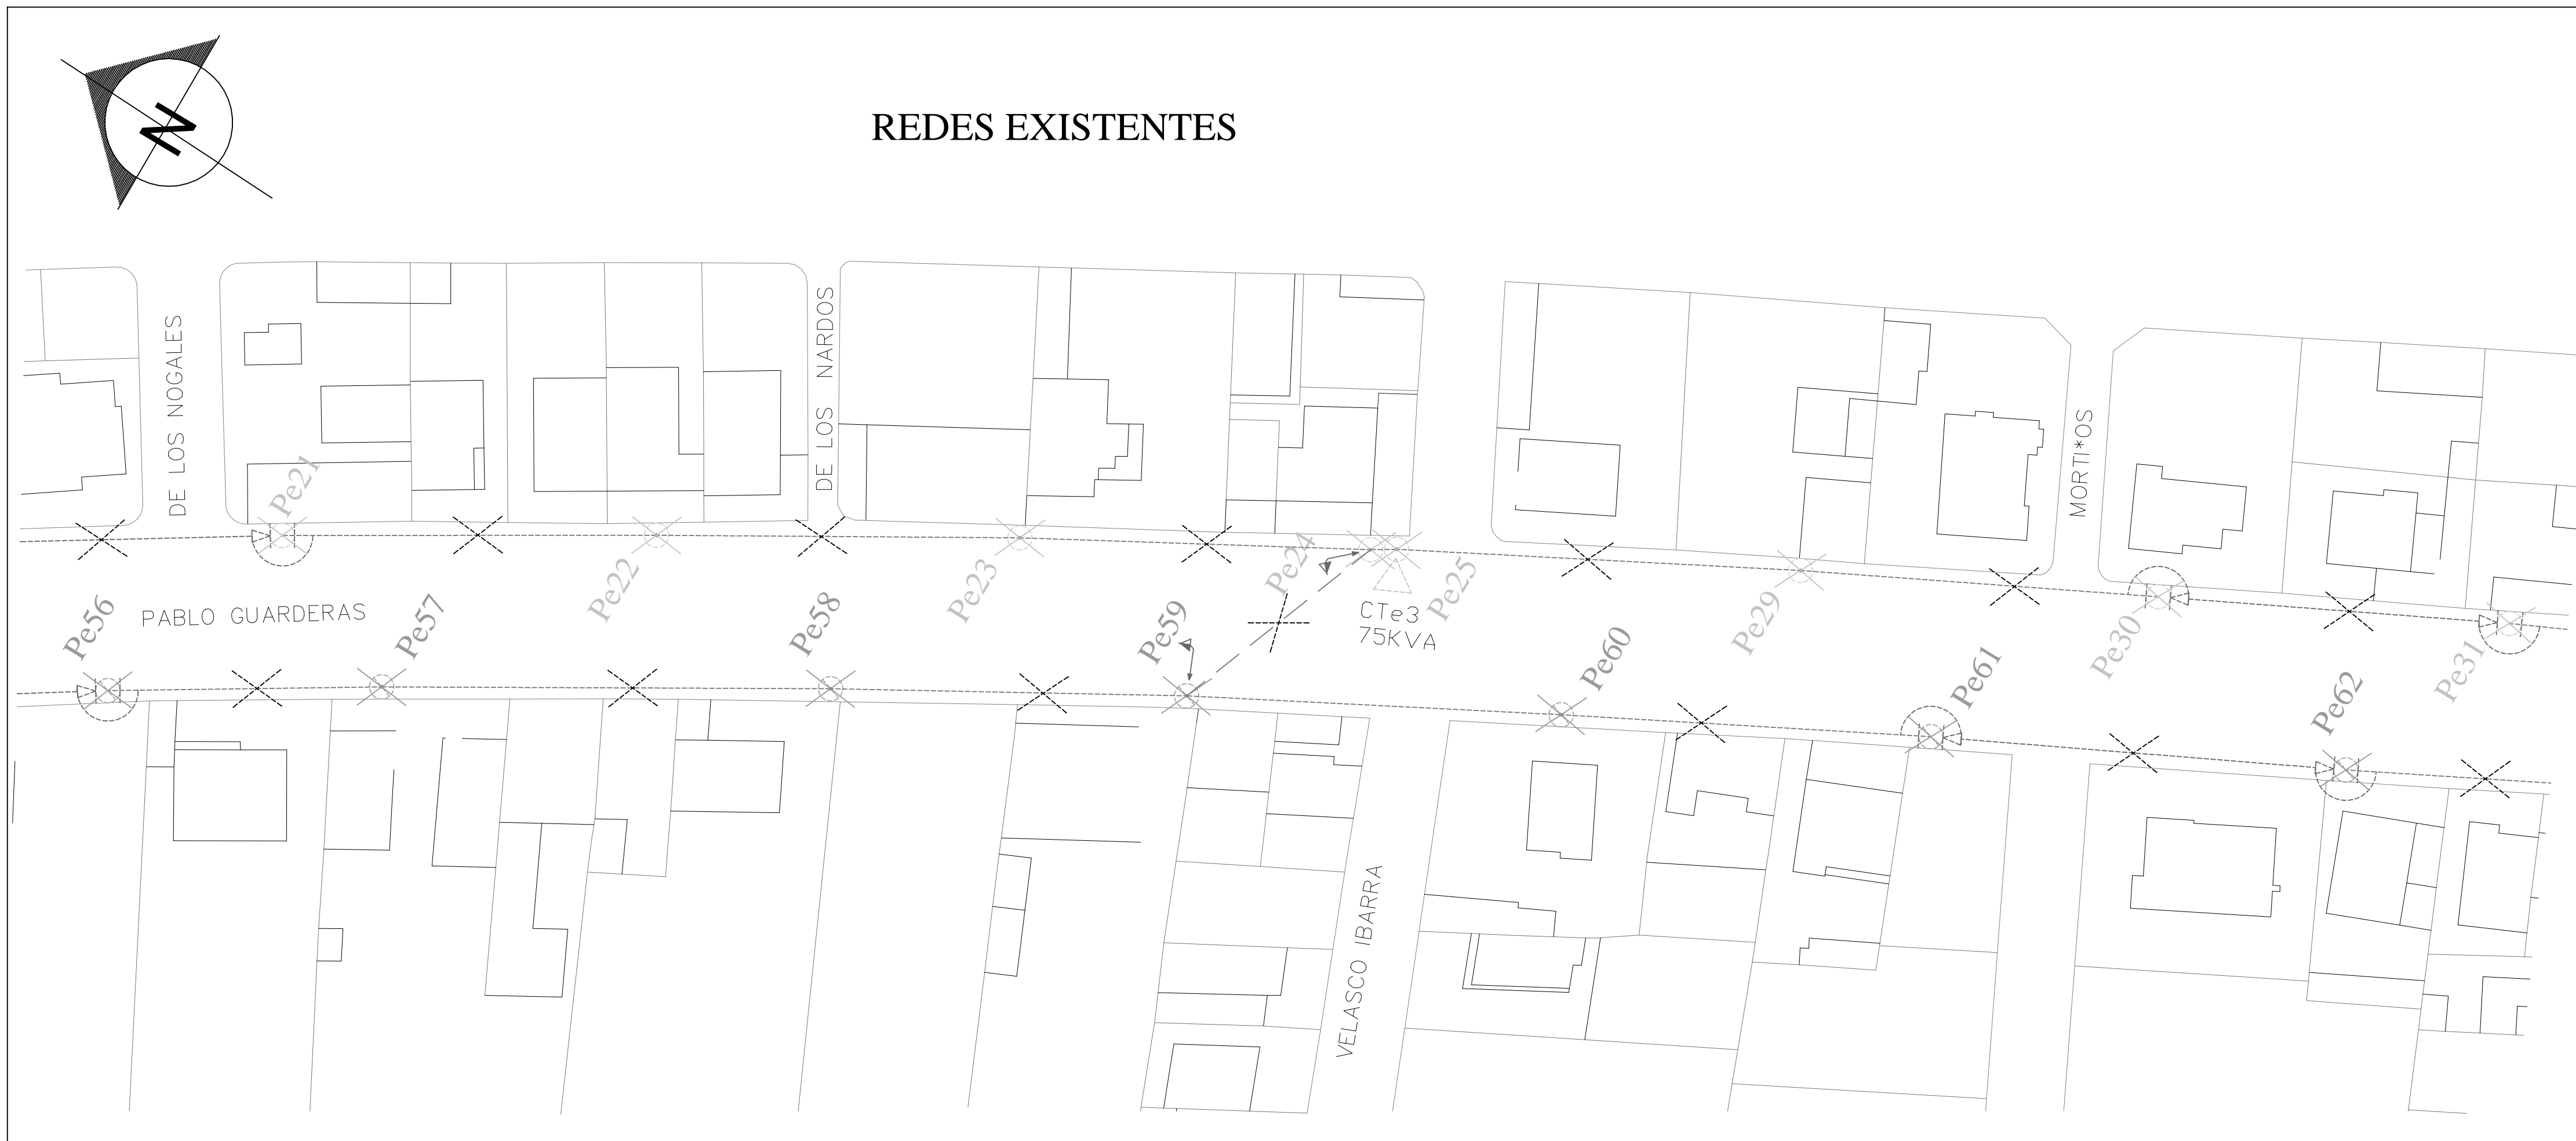 N
REDES EXISTENTES
DE LOS NOGALES
DE LOS NARDOS
MORTI*OS
Pe21
Pe22
Pe23
Pe24
Pe25
Pe29
Pe30
Pe31
CTe3
75KVA
PABLO GUARDERAS
Pe56
Pe57
Pe58
Pe59
Pe60
Pe61
Pe62
VELASCO IBARRA